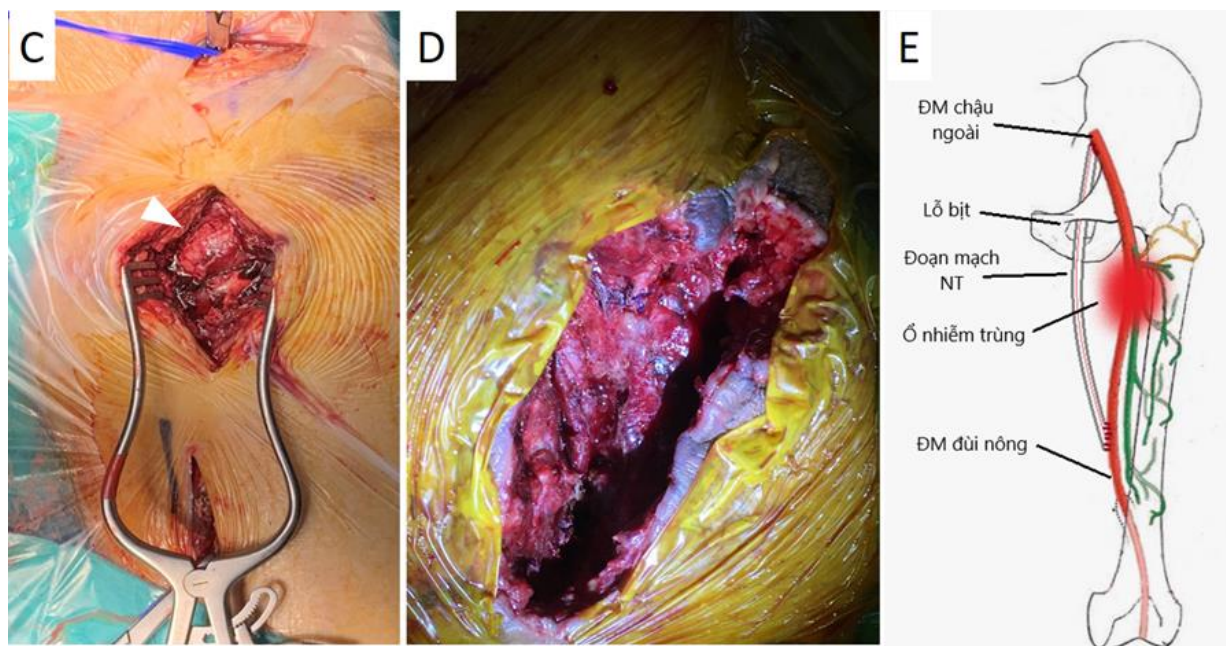 C
D
E
ĐM chậu
ngoài
Lỗ bịt
Đoạn mạch
NT
Ổ nhiễm trùng
ĐM đùi nông